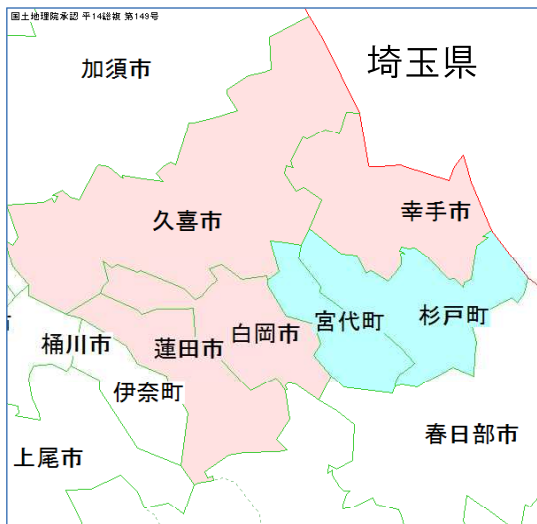 国土地理院承認 平14総複 第149号
埼玉県
加須市
久喜市
幸手市
宮代町
杉戸町
白岡市
蓮田市
桶川市
伊奈町
春日部市
上尾市